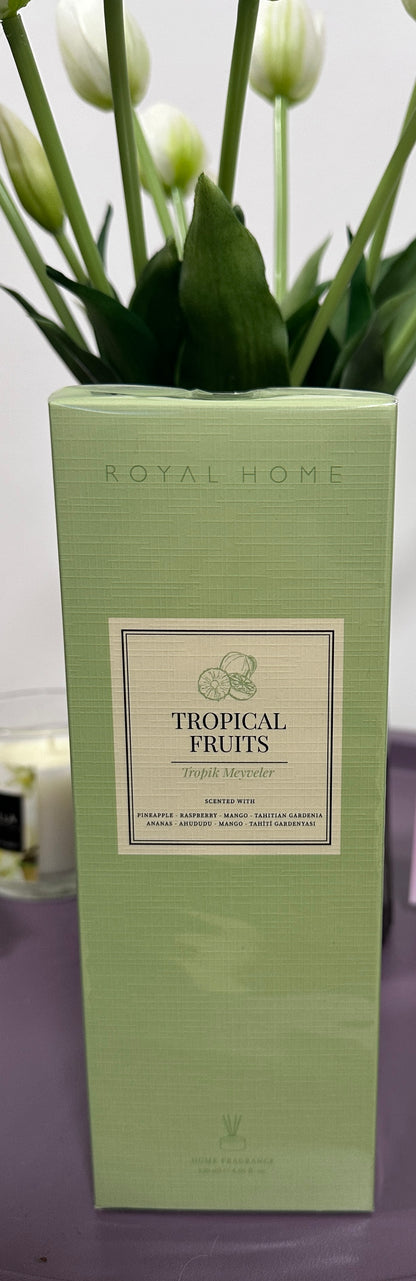 ROYAL HOME
TROPICAL
FRUITS
Tropik Meyveler
SCENTED WITH
PINEAPPLE - RASPBERRY - MANGO - TAHITIAN GARDENIA
ANANAS - AHUDUDU - MANGO - TAHİTİ GARDENYASI
HOME FRAGRANCE